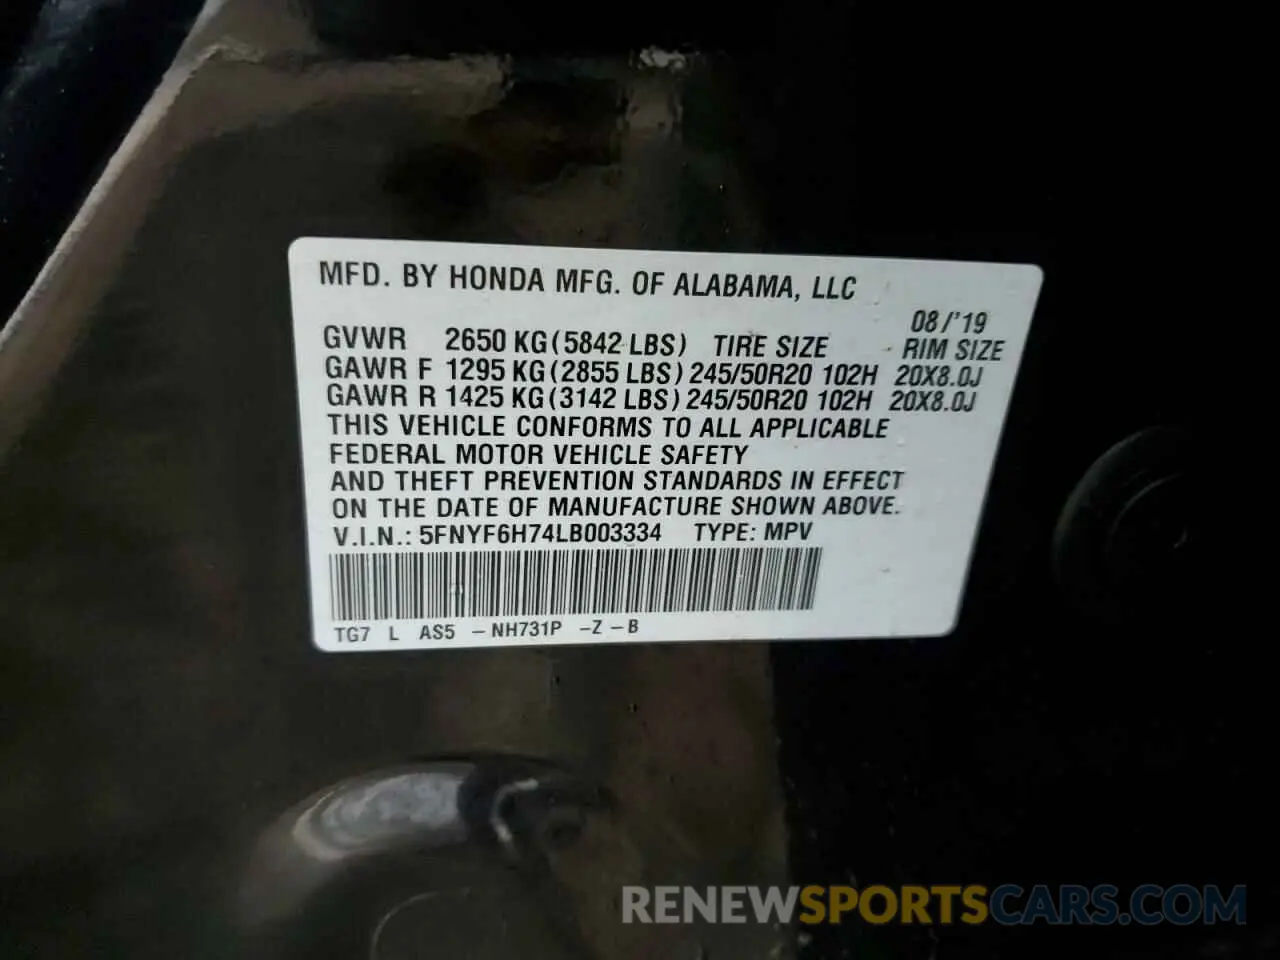 MFD. BY HONDA MFG. OF ALABAMA, LLC
08/'19
GVWR 2650 KG(5842 LBS) TIRE SIZE RIM SIZE
GAWR F 1295 KG(2855 LBS) 245/50R20 102H 20X8.0J
GAWR R 1425 KG(3142 LBS) 245/50R20 102H 20X8.0J
THIS VEHICLE CONFORMS TO ALL APPLICABLE
FEDERAL MOTOR VEHICLE SAFETY
AND THEFT PREVENTION STANDARDS IN EFFECT
ON THE DATE OF MANUFACTURE SHOWN ABOVE.
V.I.N.: 5FNYF6H74LB003334 TYPE: MPV
TG7 L AS5 -NH731P -Z-B
RENEWSPORTSCARS.COM